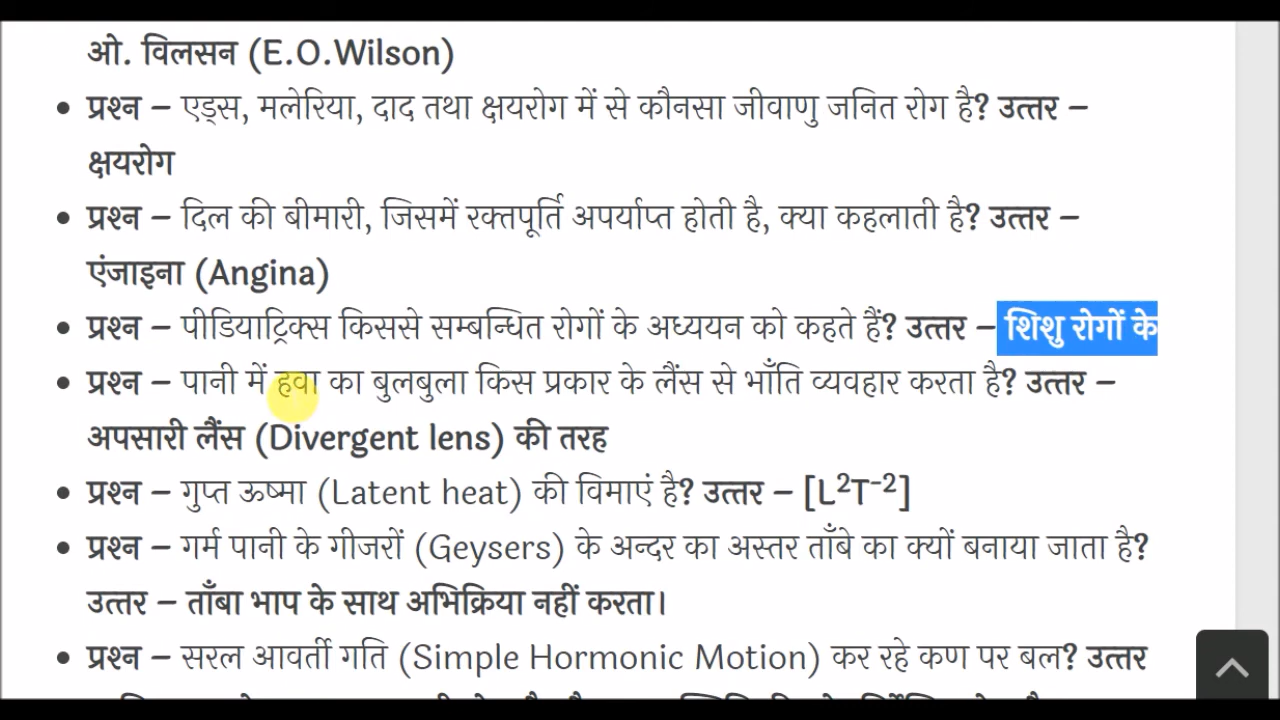 ओ. विलसन (E.O.Wilson)
• प्रश्न – एड्स, मलेरिया, दाद तथा क्षयरोग में से कौनसा जीवाणु जनित रोग है? उत्तर –
क्षयरोग
• प्रश्न – दिल की बीमारी, जिसमें रक्तपूर्ति अपर्याप्त होती है, क्या कहलाती है? उत्तर –
एंजाइना (Angina)
• प्रश्न – पीडियाट्रिक्स किससे सम्बन्धित रोगों के अध्ययन को कहते हैं? उत्तर – शिशु रोगों के
• प्रश्न – पानी में हवा का बुलबुला किस प्रकार के लैंस से भाँति व्यवहार करता है? उत्तर –
अपसारी लैंस (Divergent lens) की तरह
• प्रश्न – गुप्त ऊष्मा (Latent heat) की विमाएं है? उत्तर – [L²T⁻²]
• प्रश्न – गर्म पानी के गीजरों (Geysers) के अन्दर का अस्तर ताँबे का क्यों बनाया जाता है?
उत्तर – ताँबा भाप के साथ अभिक्रिया नहीं करता।
• प्रश्न – सरल आवर्ती गति (Simple Hormonic Motion) कर रहे कण पर बल? उत्तर